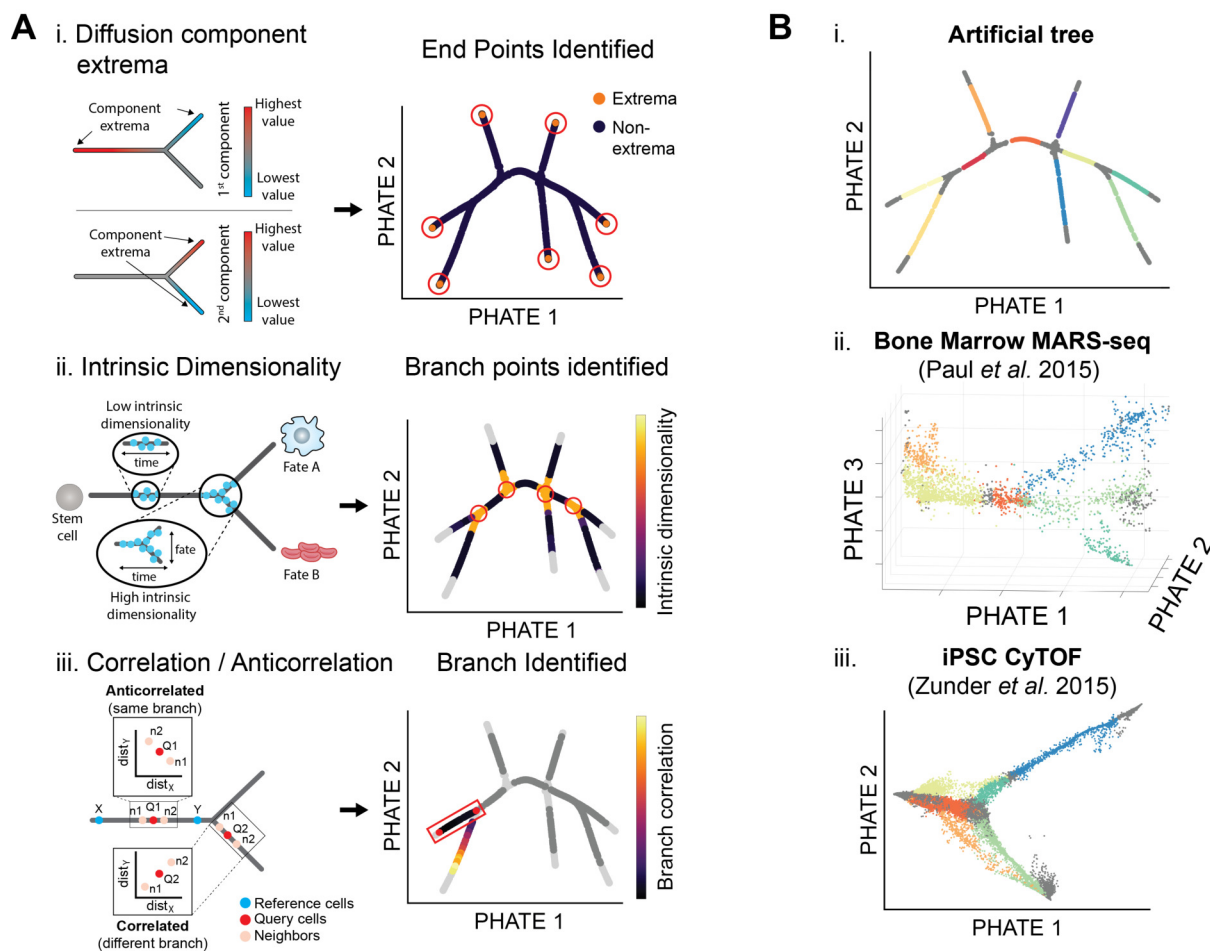 A
i. Diffusion component
extrema
Component
extrema
Highest
value
1st component
Lowest
value
Component
extrema
Highest
value
2nd component
Lowest
value
End Points Identified
Extrema
Non-
extrema
PHATE 2
PHATE 1
ii. Intrinsic Dimensionality
Low intrinsic
dimensionality
time
Stem
cell
Fate A
fate
time
Fate B
High intrinsic
dimensionality
Branch points identified
PHATE 2
PHATE 1
Intrinsic dimensionality
iii. Correlation / Anticorrelation
Anticorrelated
(same branch)
n2
Q1
n1
distY
distX
X
n1
Q1
n2
Y
n1
Q2
n2
n2
Q2
n1
distY
distX
Correlated
(different branch)
Reference cells
Query cells
Neighbors
Branch Identified
PHATE 2
PHATE 1
Branch correlation
B
i.
Artificial tree
PHATE 2
PHATE 1
ii. Bone Marrow MARS-seq
(Paul et al. 2015)
PHATE 3
PHATE 1
PHATE 2
iii.
iPSC CyTOF
(Zunder et al. 2015)
PHATE 2
PHATE 1